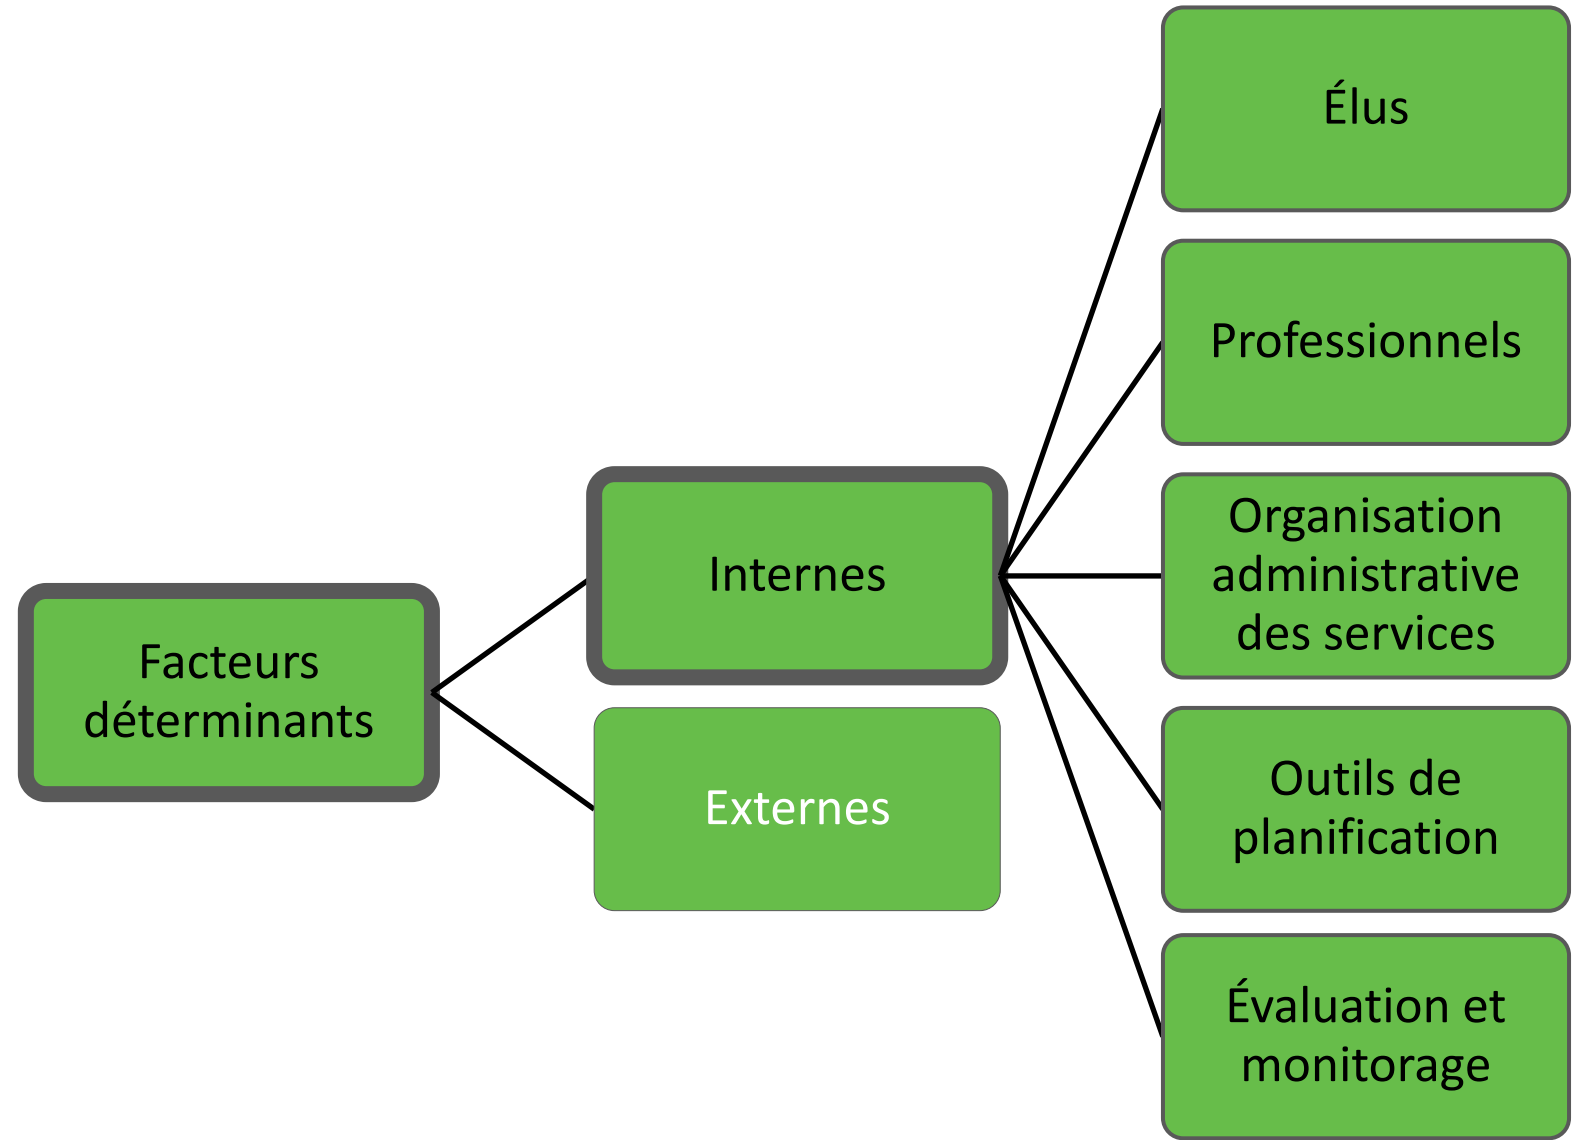 Facteurs
déterminants
Internes
Externes
Élus
Professionnels
Organisation
administrative
des services
Outils de
planification
Évaluation et
monitorage